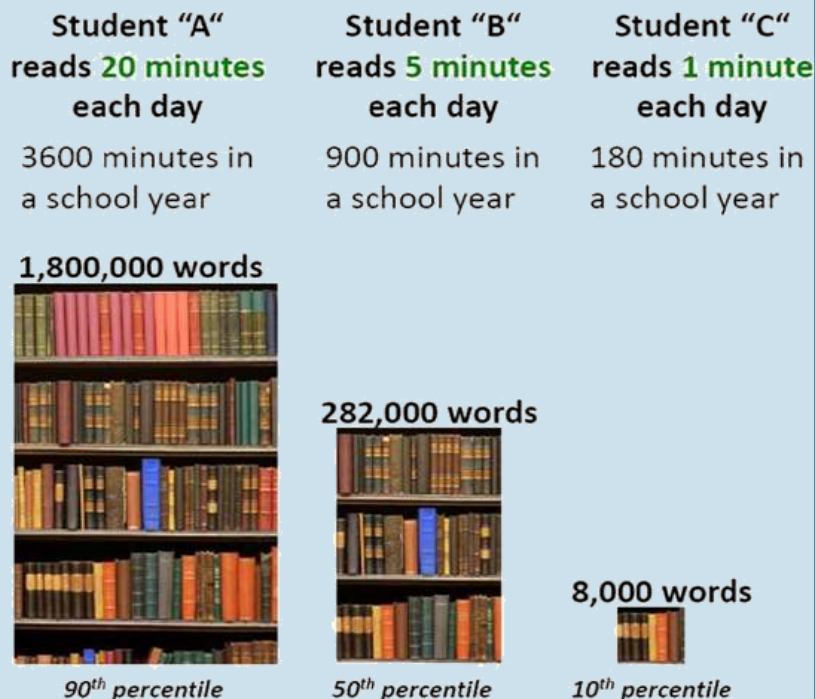 Student “A“
reads 20 minutes
each day
3600 minutes in
a school year
1,800,000 words
90th percentile
Student “B“
reads 5 minutes
each day
900 minutes in
a school year
282,000 words
50th percentile
Student “C“
reads 1 minute
each day
180 minutes in
a school year
8,000 words
10th percentile